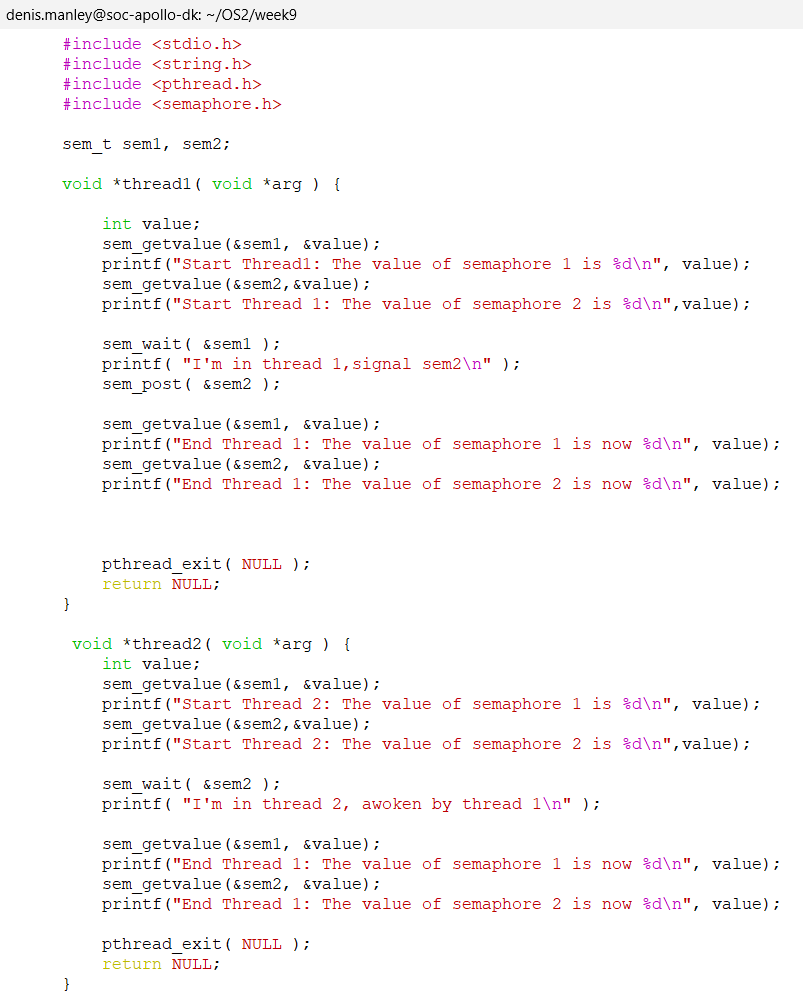 denis.manley@soc-apollo-dk: ~/OS2/week9
#include <stdio.h>
#include <string.h>
#include <pthread.h>
#include <semaphore.h>
sem_t sem1, sem2;
void *thread1( void *arg ) {
int value;
sem_getvalue(&sem1, &value);
printf("Start Thread1: The value of semaphore 1 is %d\n", value);
sem_getvalue(&sem2,&value);
printf("Start Thread 1: The value of semaphore 2 is %d\n",value);
sem_wait( &sem1 );
printf( "I'm in thread 1,signal sem2\n" );
sem_post( &sem2 );
sem_getvalue(&sem1, &value);
printf("End Thread 1: The value of semaphore 1 is now %d\n", value);
sem_getvalue(&sem2, &value);
printf("End Thread 1: The value of semaphore 2 is now %d\n", value);
pthread_exit( NULL );
return NULL;
}
void *thread2( void *arg ) {
int value;
sem_getvalue(&sem1, &value);
printf("Start Thread 2: The value of semaphore 1 is %d\n", value);
sem_getvalue(&sem2,&value);
printf("Start Thread 2: The value of semaphore 2 is %d\n",value);
sem_wait( &sem2 );
printf( "I'm in thread 2, awoken by thread 1\n" );
sem_getvalue(&sem1, &value);
printf("End Thread 1: The value of semaphore 1 is now %d\n", value);
sem_getvalue(&sem2, &value);
printf("End Thread 1: The value of semaphore 2 is now %d\n", value);
pthread_exit( NULL );
return NULL;
}